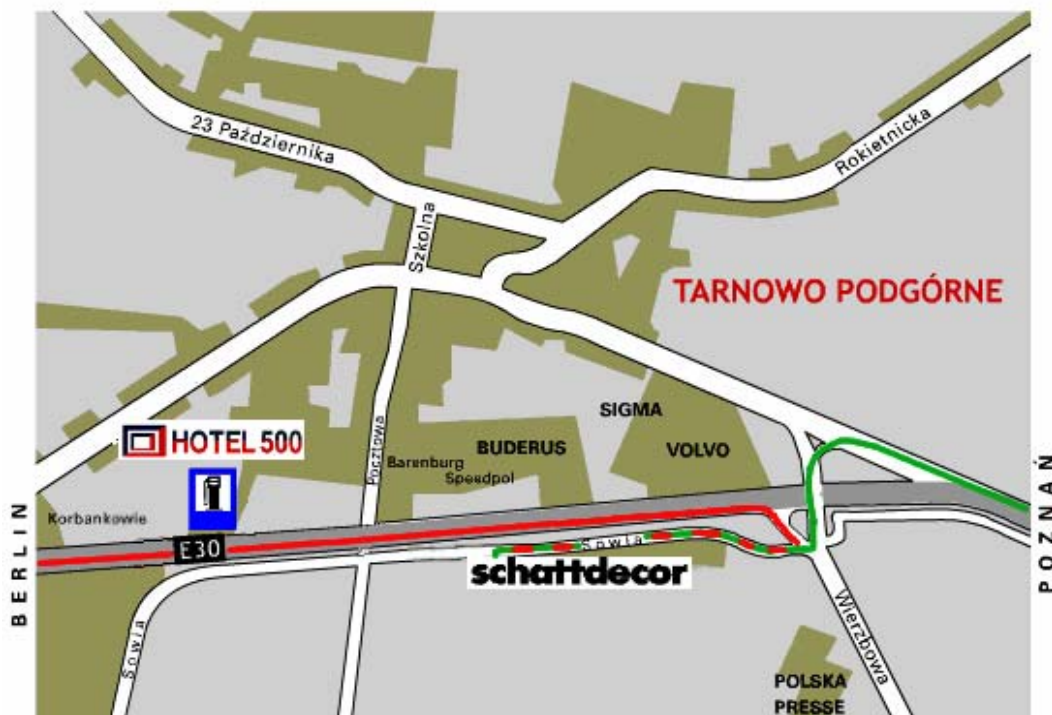 23 Października
Rokietnicka
Szkolna
TARNOWO PODGÓRNE
SIGMA
HOTEL 500
BUDERUS
VOLVO
Pocztowa
Barenburg
Speedpol
Korbankowie
BERLIN
POZNAŃ
E30
Sowia
schattdecor
Sowia
Wierzbowa
POLSKA
PRESSE